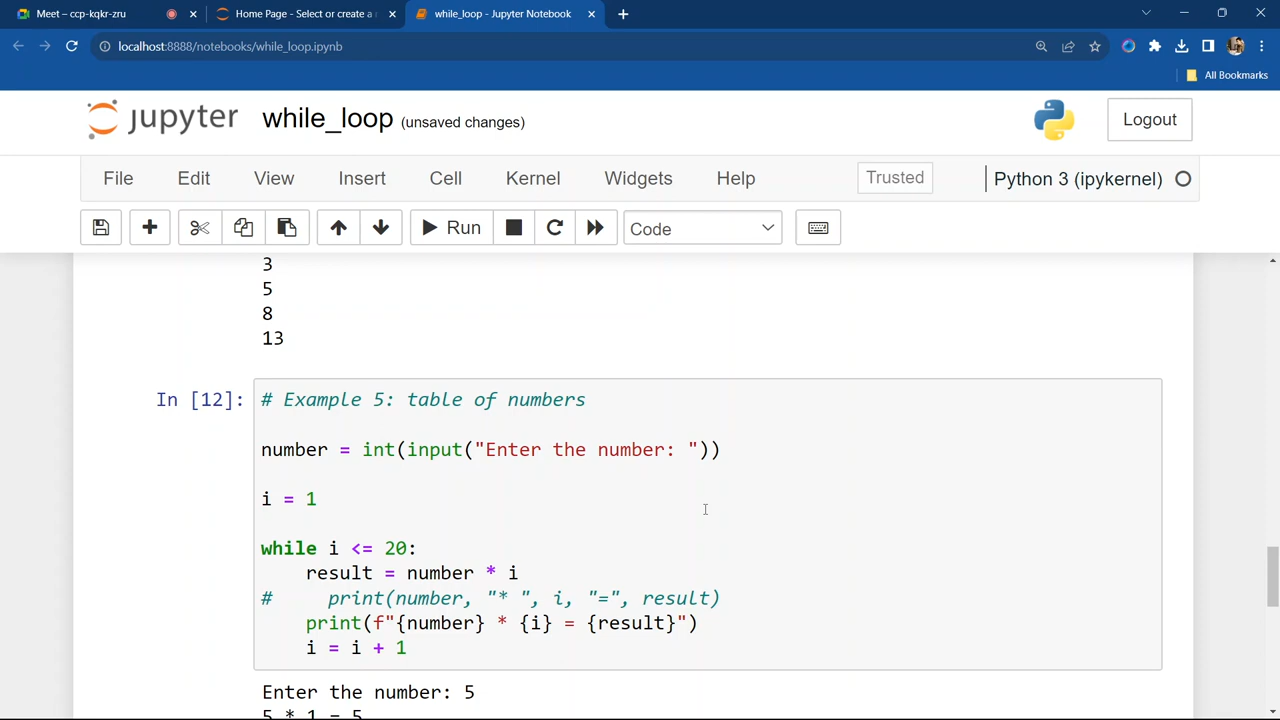 Meet – ccp-kqkr-zru
Home Page - Select or create a
while_loop - Jupyter Notebook
localhost:8888/notebooks/while_loop.ipynb
All Bookmarks
jupyter while_loop (unsaved changes)
Logout
File Edit View Insert Cell Kernel Widgets Help
Trusted
Python 3 (ipykernel)
Run
Code
3
5
8
13
In [12]: # Example 5: table of numbers
number = int(input("Enter the number: "))
i = 1
while i <= 20:
    result = number * i
#     print(number, "* ", i, "=", result)
    print(f"{number} * {i} = {result}")
    i = i + 1
Enter the number: 5
5 * 1 = 5